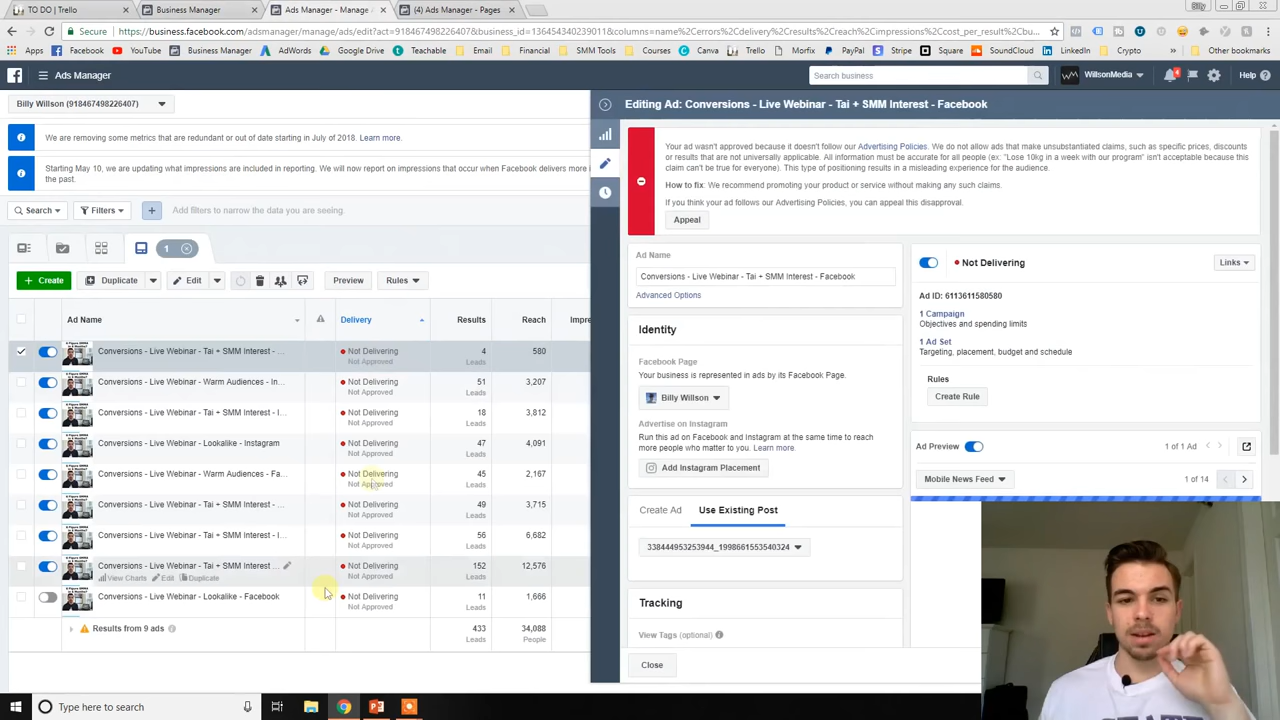 TO DO | Trello
Business Manager
Ads Manager - Manage A
(4) Ads Manager - Pages
Billy
Secure
https://business.facebook.com/adsmanager/manage/ads/edit?act=918467498226407&business_id=136454340239011&columns=name%2Cerrors%2Cdelivery%2Cresults%2Creach%2Cimpressions%2Ccost_per_result%2Cbu...
Apps
Facebook
YouTube
Business Manager
AdWords
Google Drive
Teachable
Emails
Financial
SMM Tools
Courses
Canva
Trello
Morfix
PayPal
Stripe
SoundCloud
LinkedIn
Crypto
Other bookmarks
Ads Manager
Search business
WillsonMedia
Help
Billy Willson (918467498226407)
We are removing some metrics that are redundant or out of date starting in July of 2018. Learn more.
Starting May 10, we are updating what impressions are included in reporting. We will now report on impressions that occur when Facebook delivers more
the past.
Search
Filters
Add filters to narrow the data you are seeing.
1
+ Create
Duplicate
Edit
Preview
Rules
Ad Name
Delivery
Results
Reach
Impre
Conversions - Live Webinar - Tai + SMM Interest - ...
Not Delivering
Not Approved
4
Leads
580
Conversions - Live Webinar - Warm Audiences - In...
Not Delivering
Not Approved
51
Leads
3,207
Conversions - Live Webinar - Tai + SMM Interest - I...
Not Delivering
Not Approved
18
Leads
3,812
Conversions - Live Webinar - Lookalike - Instagram
Not Delivering
Not Approved
47
Leads
4,091
Conversions - Live Webinar - Warm Audiences - Fa...
Not Delivering
Not Approved
45
Leads
2,167
Conversions - Live Webinar - Tai + SMM Interest - ...
Not Delivering
Not Approved
49
Leads
3,715
Conversions - Live Webinar - Tai + SMM Interest - I...
Not Delivering
Not Approved
56
Leads
6,682
Conversions - Live Webinar - Tai + SMM Interest ...
View Charts
Edit
Duplicate
Not Delivering
Not Approved
152
Leads
12,576
Conversions - Live Webinar - Lookalike - Facebook
Not Delivering
Not Approved
11
Leads
1,666
Results from 9 ads
433
Leads
34,088
People
Editing Ad: Conversions - Live Webinar - Tai + SMM Interest - Facebook
Your ad wasn't approved because it doesn't follow our Advertising Policies. We do not allow ads that make unsubstantiated claims, such as specific prices, discounts
or results that are not universally applicable. All information must be accurate for all people (ex: "Lose 10kg in a week with our program" isn't acceptable because this
claim can't be true for everyone). This type of positioning results in a misleading experience for the audience.
How to fix: We recommend promoting your product or service without making any such claims.
If you think your ad follows our Advertising Policies, you can appeal this disapproval.
Appeal
Ad Name
Conversions - Live Webinar - Tai + SMM Interest - Facebook
Advanced Options
Identity
Facebook Page
Your business is represented in ads by its Facebook Page.
Billy Willson
Advertise on Instagram
Run this ad on Facebook and Instagram at the same time to reach
more people who matter to you. Learn more.
Add Instagram Placement
Create Ad
Use Existing Post
338444953253944_1998661553540324
Tracking
View Tags (optional)
Close
Not Delivering
Links
Ad ID: 6113611580580
1 Campaign
Objectives and spending limits
1 Ad Set
Targeting, placement, budget and schedule
Rules
Create Rule
Ad Preview
1 of 1 Ad
Mobile News Feed
1 of 14
Type here to search